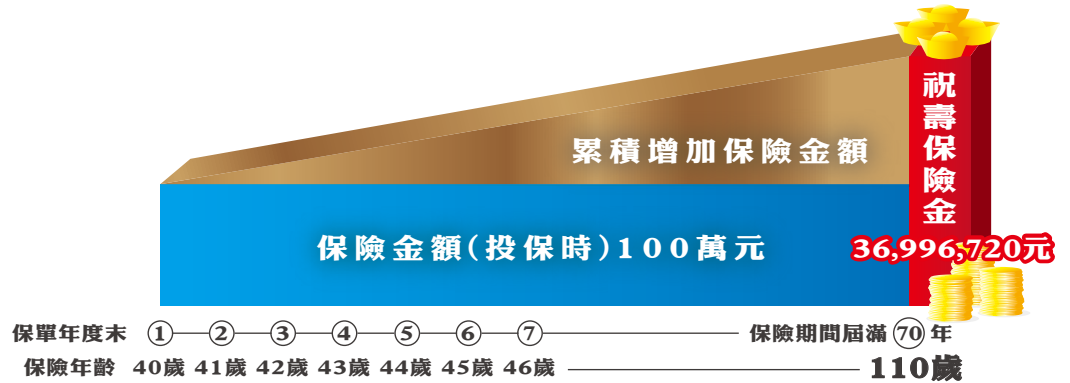 祝壽保險金
累積增加保險金額
保險金額(投保時)100萬元
36,996,720元
保單年度末 1 2 3 4 5 6 7 保險期間屆滿 70 年
保險年齡 40歲 41歲 42歲 43歲 44歲 45歲 46歲 110歲